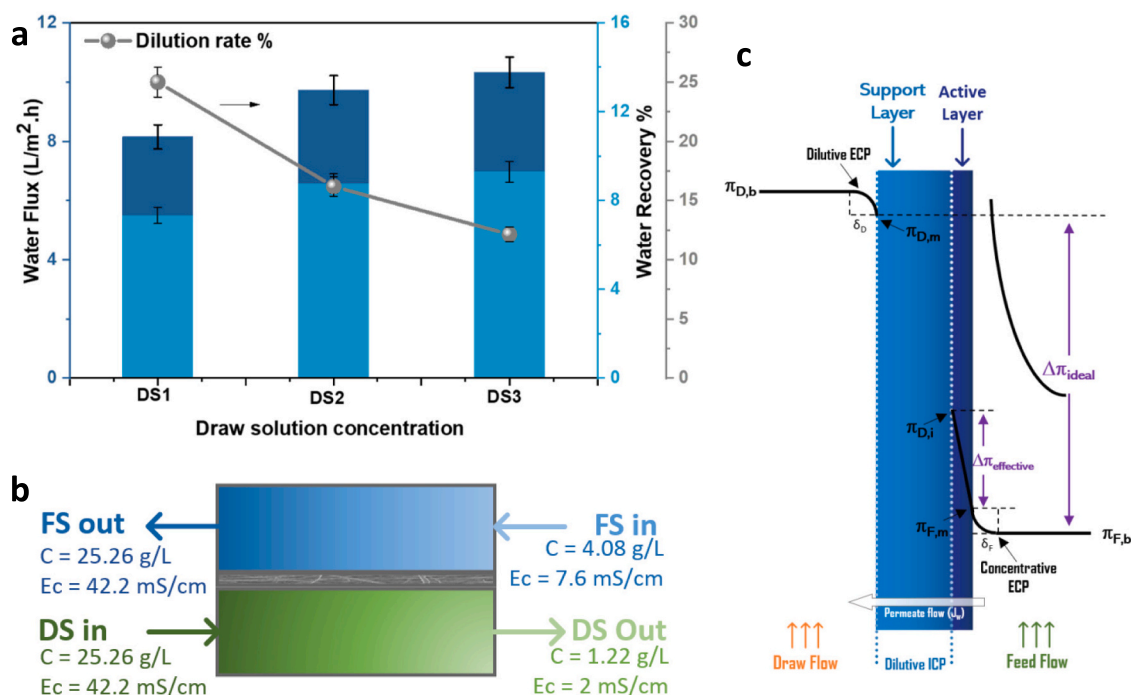 a
Dilution rate %
Water Flux (L/m².h)
12
8
4
0
16
12
8
4
0
Water Recovery %
30
25
20
15
10
5
0
DS1
DS2
DS3
Draw solution concentration
b
FS out
C = 25.26 g/L
Ec = 42.2 mS/cm
FS in
C = 4.08 g/L
Ec = 7.6 mS/cm
DS in
C = 25.26 g/L
Ec = 42.2 mS/cm
DS Out
C = 1.22 g/L
Ec = 2 mS/cm
c
Support
Layer
Active
Layer
Dilutive ECP
πD,b
δD
πD,m
Δπideal
πD,i
Δπeffective
πF,m
δF
πF,b
Concentrative
ECP
Permeate flow (Jw)
Draw Flow
Dilutive ICP
Feed Flow